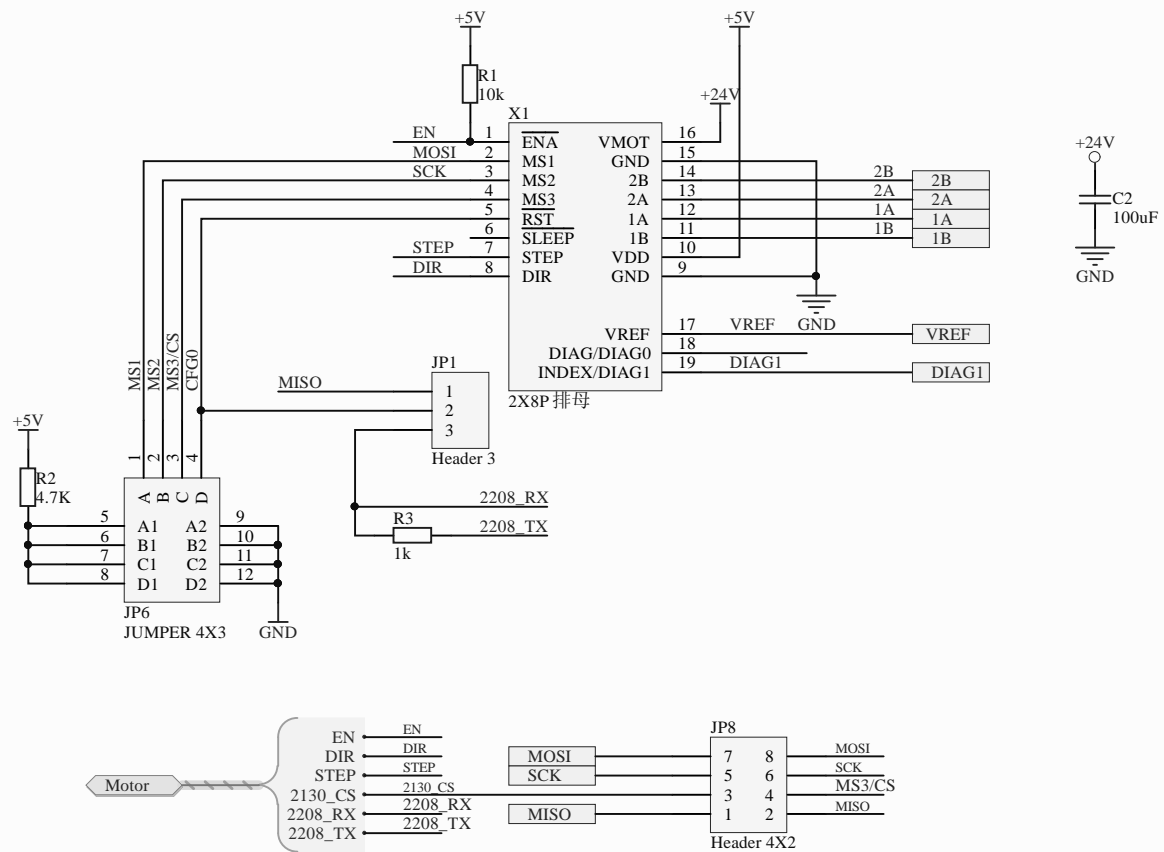 +5V
+5V
R1
10k
+24V
X1
EN
1
ENA
VMOT
16
MOSI
2
MS1
GND
15
SCK
3
MS2
2B
14
2B
2B
4
MS3
2A
13
2A
2A
5
RST
1A
12
1A
1A
6
SLEEP
1B
11
1B
1B
STEP
7
STEP
VDD
10
DIR
8
DIR
GND
9
GND
+24V
C2
100uF
GND
VREF
17
VREF
VREF
DIAG/DIAG0
18
INDEX/DIAG1
19
DIAG1
DIAG1
2X8P 排母
MS1
MS2
MS3/CS
CFG0
JP1
MISO
1
2
3
Header 3
+5V
R2
4.7K
1
2
3
4
A
B
C
D
5
A1
A2
9
6
B1
B2
10
7
C1
C2
11
8
D1
D2
12
JP6
JUMPER 4X3
GND
2208_RX
R3
1k
2208_TX
Motor
EN
EN
DIR
DIR
STEP
STEP
2130_CS
2130_CS
2208_RX
2208_RX
2208_TX
2208_TX
JP8
MOSI
7
8
MOSI
SCK
5
6
SCK
3
4
MS3/CS
MISO
1
2
MISO
Header 4X2